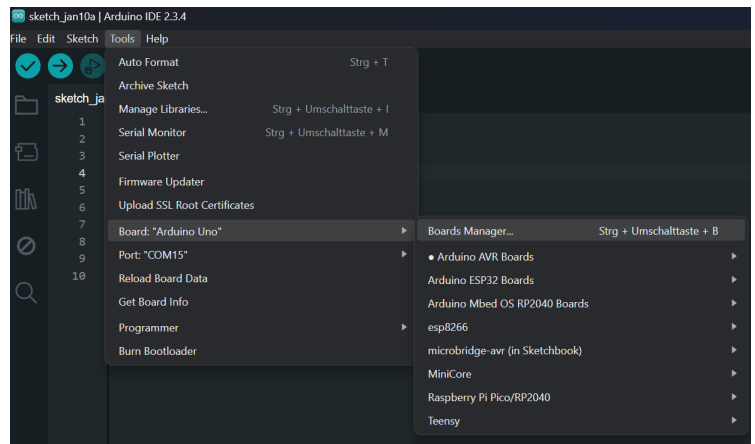 sketch_jan10a | Arduino IDE 2.3.4
File Edit Sketch Tools Help
sketch_ja
1
2
3
4
5
6
7
8
9
10
Auto Format Strg + T
Archive Sketch
Manage Libraries... Strg + Umschalttaste + I
Serial Monitor Strg + Umschalttaste + M
Serial Plotter
Firmware Updater
Upload SSL Root Certificates
Board: "Arduino Uno"
Port: "COM15"
Reload Board Data
Get Board Info
Programmer
Burn Bootloader
Boards Manager... Strg + Umschalttaste + B
● Arduino AVR Boards
Arduino ESP32 Boards
Arduino Mbed OS RP2040 Boards
esp8266
microbridge-avr (in Sketchbook)
MiniCore
Raspberry Pi Pico/RP2040
Teensy